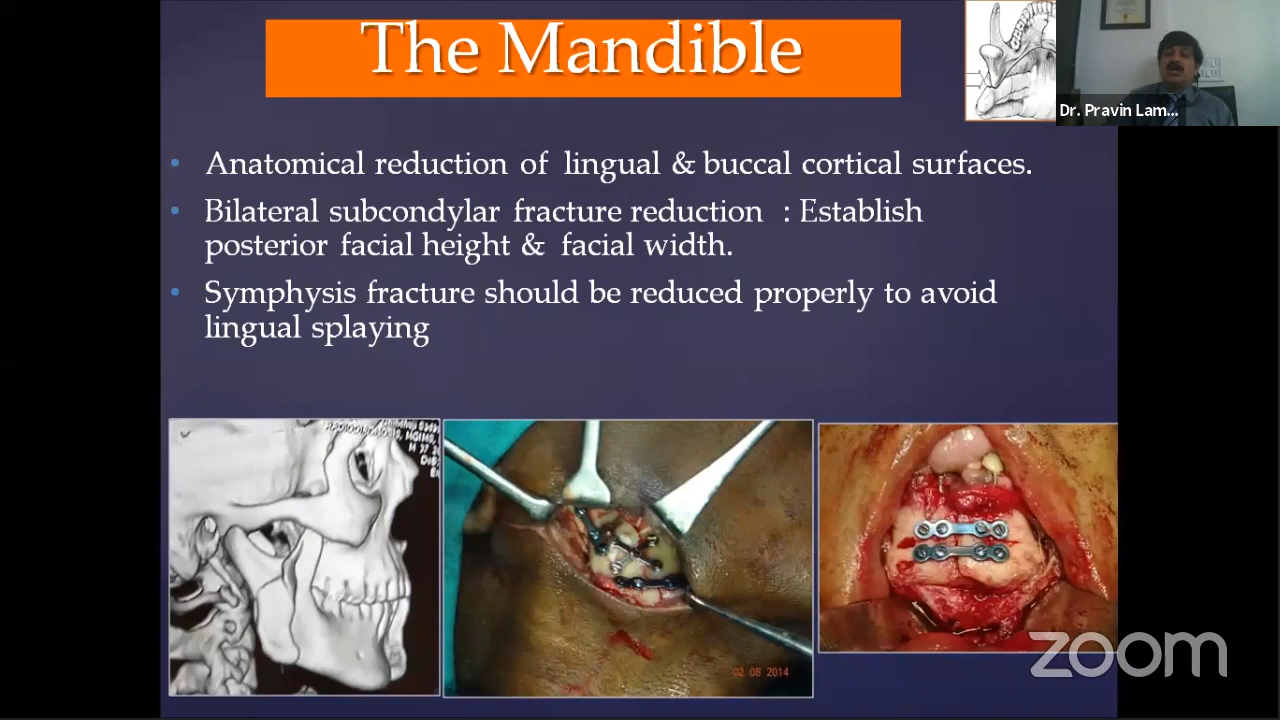 The Mandible
Dr. Pravin Lam...
• Anatomical reduction of lingual & buccal cortical surfaces.
• Bilateral subcondylar fracture reduction : Establish
posterior facial height & facial width.
• Symphysis fracture should be reduced properly to avoid
lingual splaying
02 08 2014
zoom